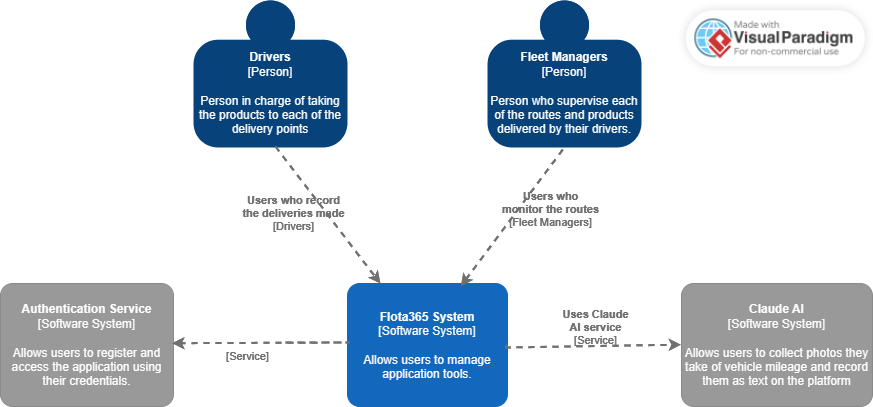 Made with
Visual Paradigm
For non-commercial use
Drivers
[Person]
Person in charge of taking
the products to each of the
delivery points
Fleet Managers
[Person]
Person who supervise each
of the routes and products
delivered by their drivers.
Users who record
the deliveries made
[Drivers]
Users who
monitor the routes
[Fleet Managers]
Authentication Service
[Software System]
Allows users to register and
access the application using
their credentials.
[Service]
Flota365 System
[Software System]
Allows users to manage
application tools.
Uses Claude
AI service
[Service]
Claude AI
[Software System]
Allows users to collect photos they
take of vehicle mileage and record
them as text on the platform